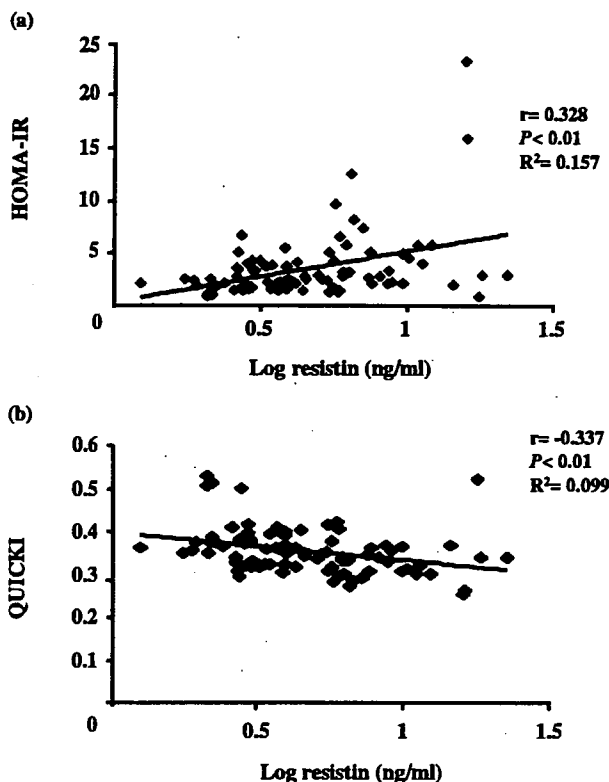 (a)
25
20
15
10
5
0
HOMA-IR
r= 0.328
P< 0.01
R²= 0.157
0.5
1
1.5
Log resistin (ng/ml)
(b)
0.6
0.5
0.4
0.3
0.2
0.1
0
QUICKI
r= -0.337
P< 0.01
R²= 0.099
0.5
1
1.5
Log resistin (ng/ml)